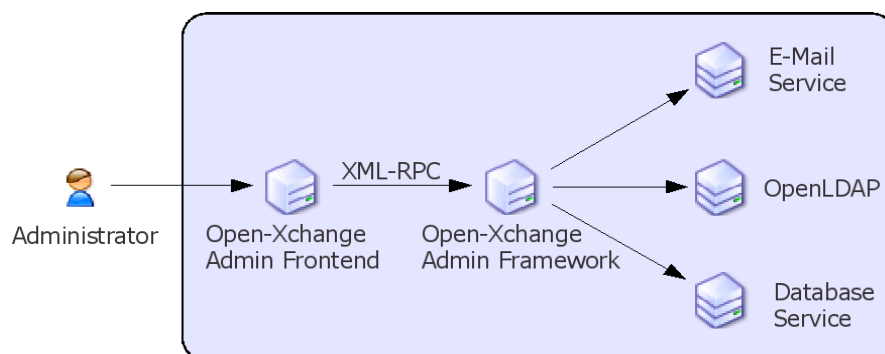 E-Mail
Service
XML-RPC
OpenLDAP
Administrator
Open-Xchange
Admin Frontend
Open-Xchange
Admin Framework
Database
Service